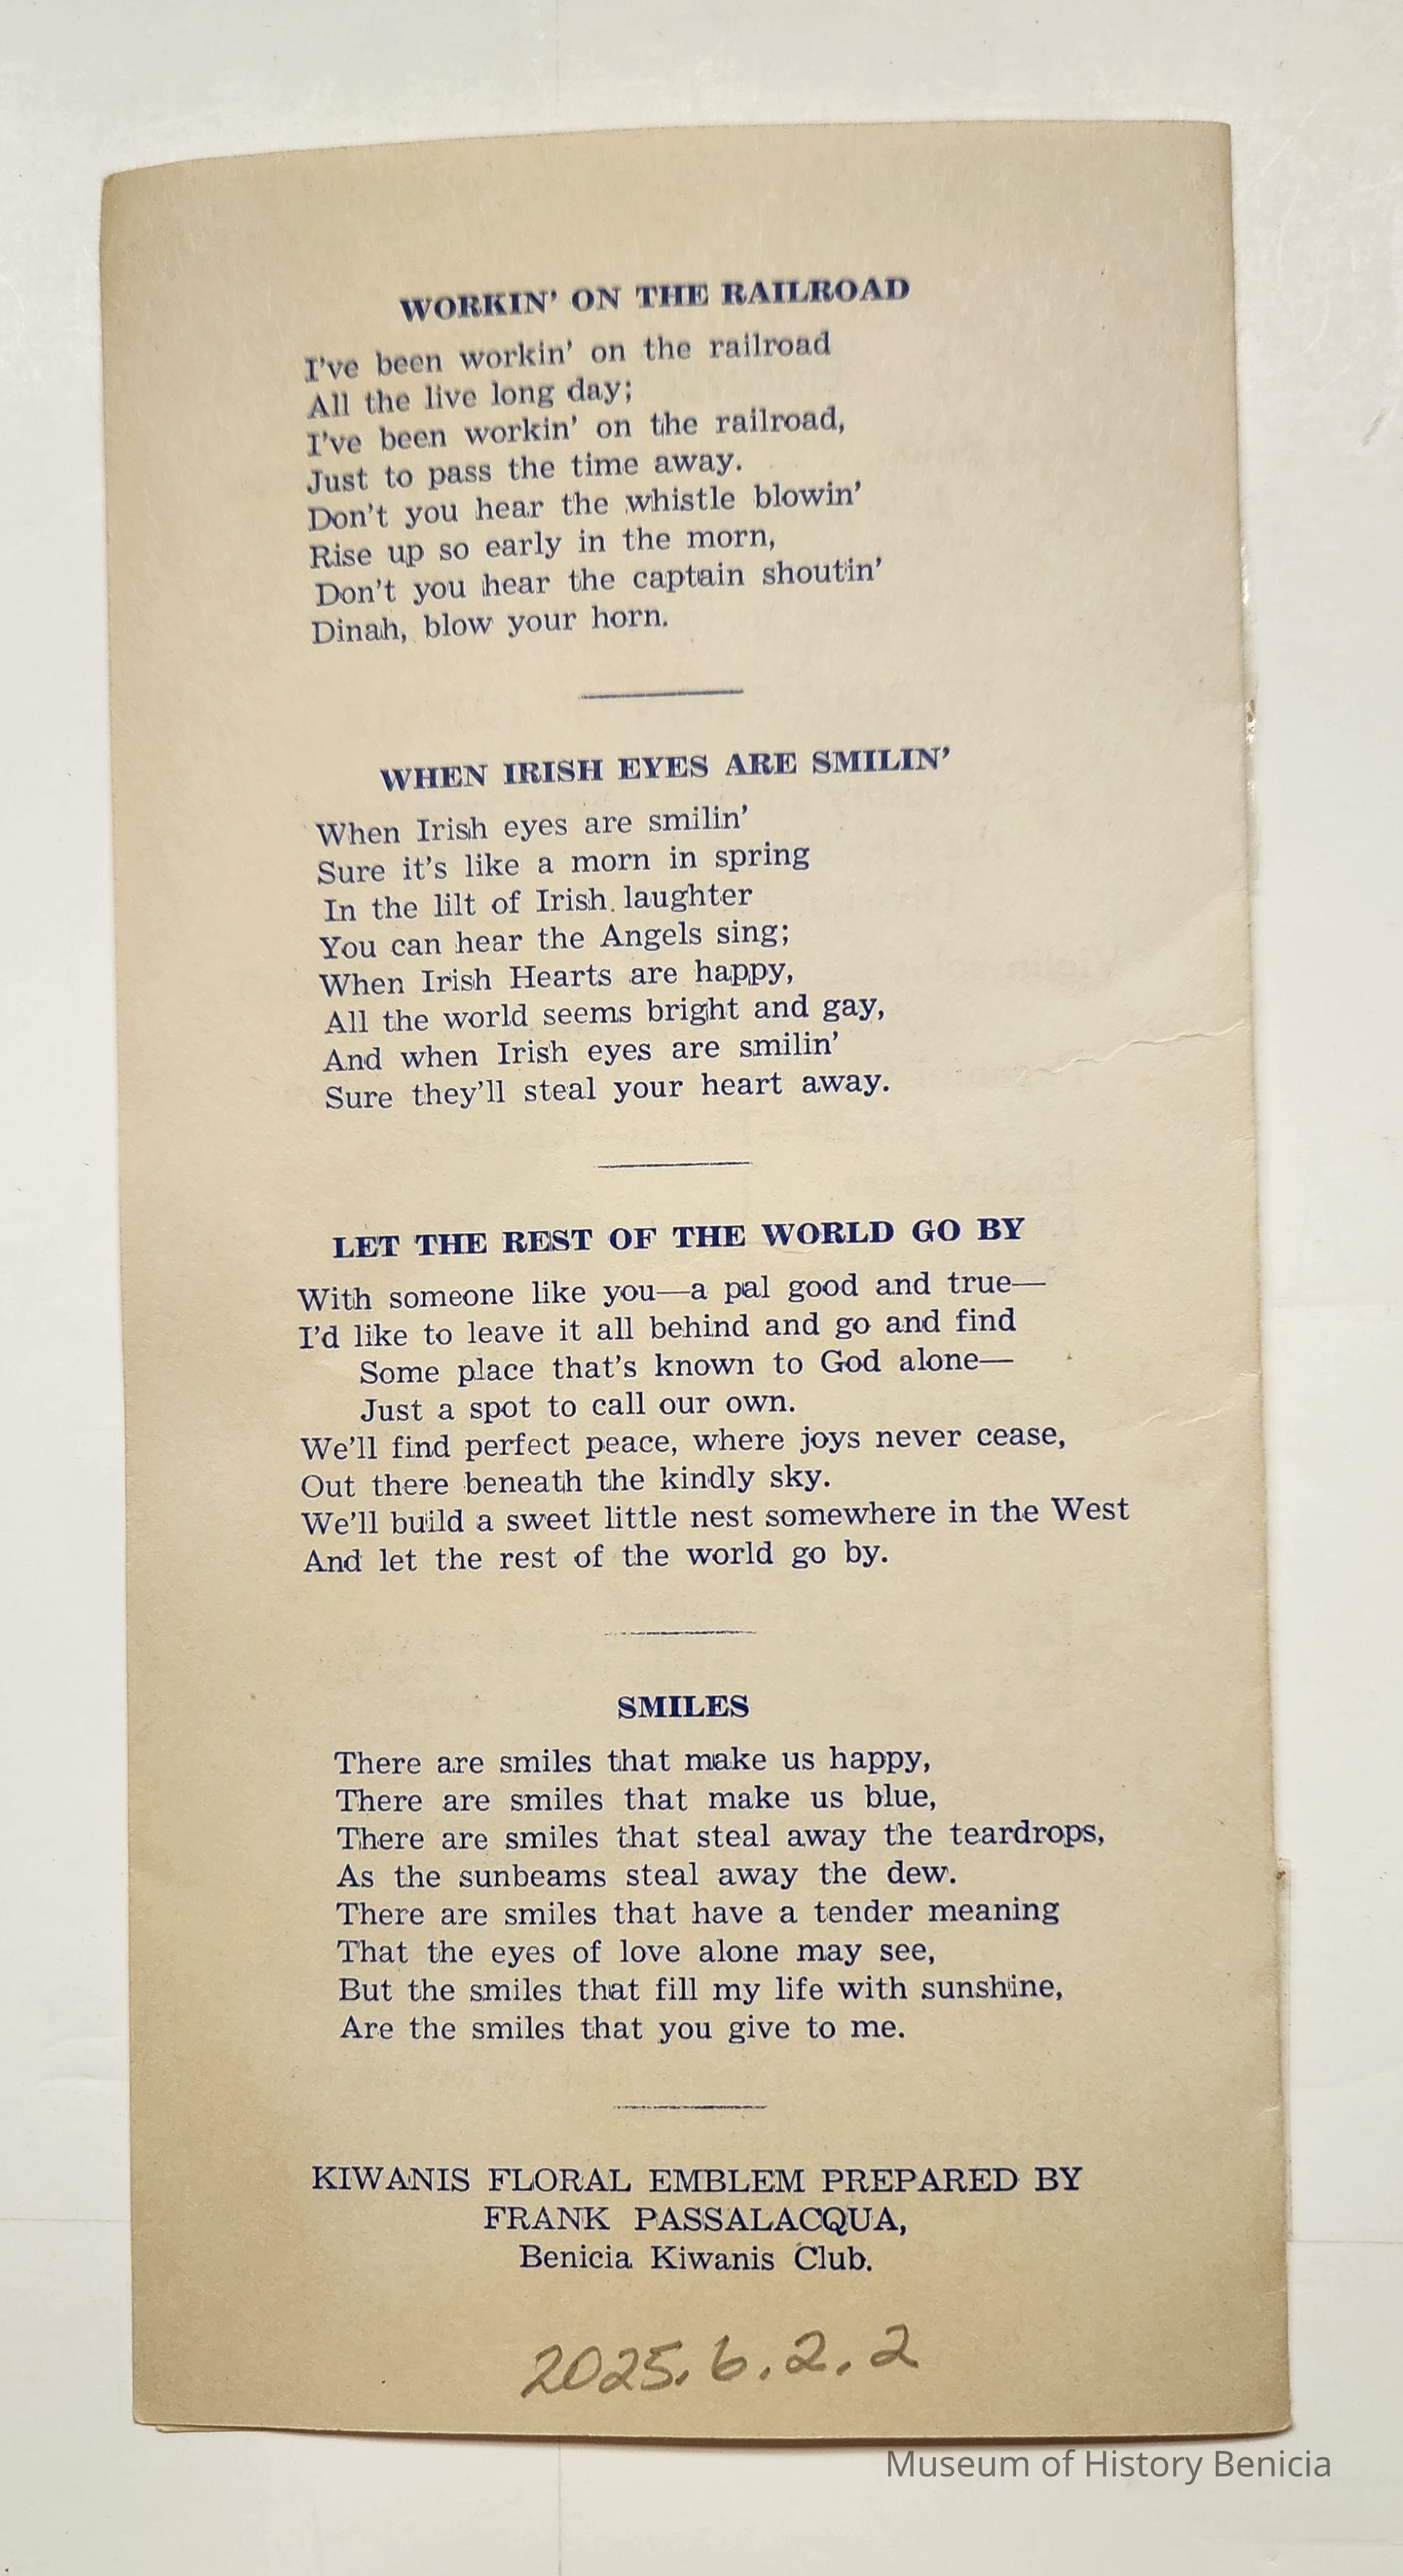 WORKIN' ON THE RAILROAD
I've been workin' on the railroad
All the live long day;
I've been workin' on the railroad,
Just to pass the time away.
Don't you hear the whistle blowin'
Rise up so early in the morn,
Don't you hear the captain shoutin'
Dinah, blow your horn.
WHEN IRISH EYES ARE SMILIN'
When Irish eyes are smilin'
Sure it's like a morn in spring
In the lilt of Irish laughter
You can hear the Angels sing;
When Irish Hearts are happy,
All the world seems bright and gay,
And when Irish eyes are smilin'
Sure they'll steal your heart away.
LET THE REST OF THE WORLD GO BY
With someone like you—a pal good and true—
I'd like to leave it all behind and go and find
Some place that's known to God alone—
Just a spot to call our own.
We'll find perfect peace, where joys never cease,
Out there beneath the kindly sky.
We'll build a sweet little nest somewhere in the West
And let the rest of the world go by.
SMILES
There are smiles that make us happy,
There are smiles that make us blue,
There are smiles that steal away the teardrops,
As the sunbeams steal away the dew.
There are smiles that have a tender meaning
That the eyes of love alone may see,
But the smiles that fill my life with sunshine,
Are the smiles that you give to me.
KIWANIS FLORAL EMBLEM PREPARED BY
FRANK PASSALACQUA,
Benicia Kiwanis Club.
2025.6.2.2
Museum of History Benicia